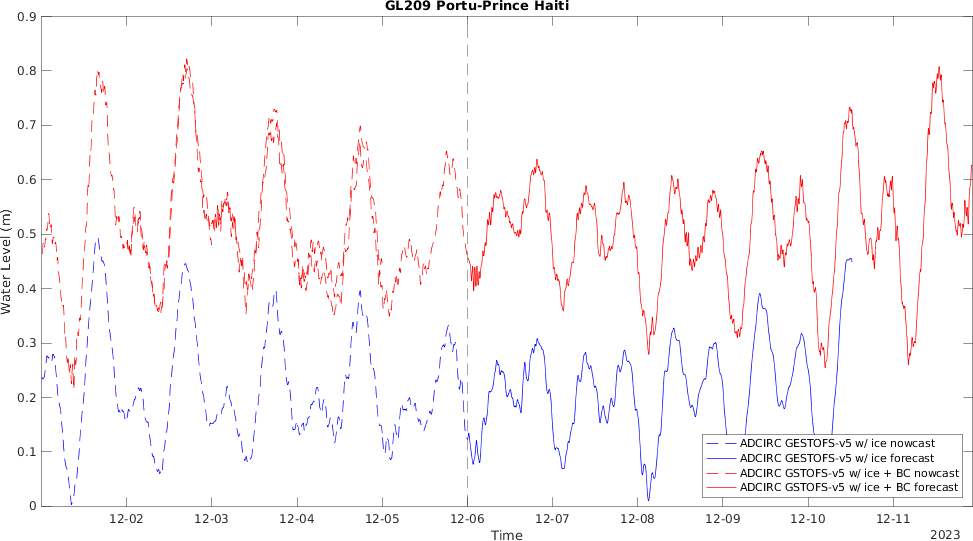 GL209 Portu-Prince Haiti
0.9
0.8
0.7
0.6
0.5
0.4
0.3
0.2
0.1
0
Water Level (m)
ADCIRC GESTOFS-v5 w/ ice nowcast
ADCIRC GESTOFS-v5 w/ ice forecast
ADCIRC GSTOFS-v5 w/ ice + BC nowcast
ADCIRC GSTOFS-v5 w/ ice + BC forecast
12-02 12-03 12-04 12-05 12-06 12-07 12-08 12-09 12-10 12-11
Time
2023